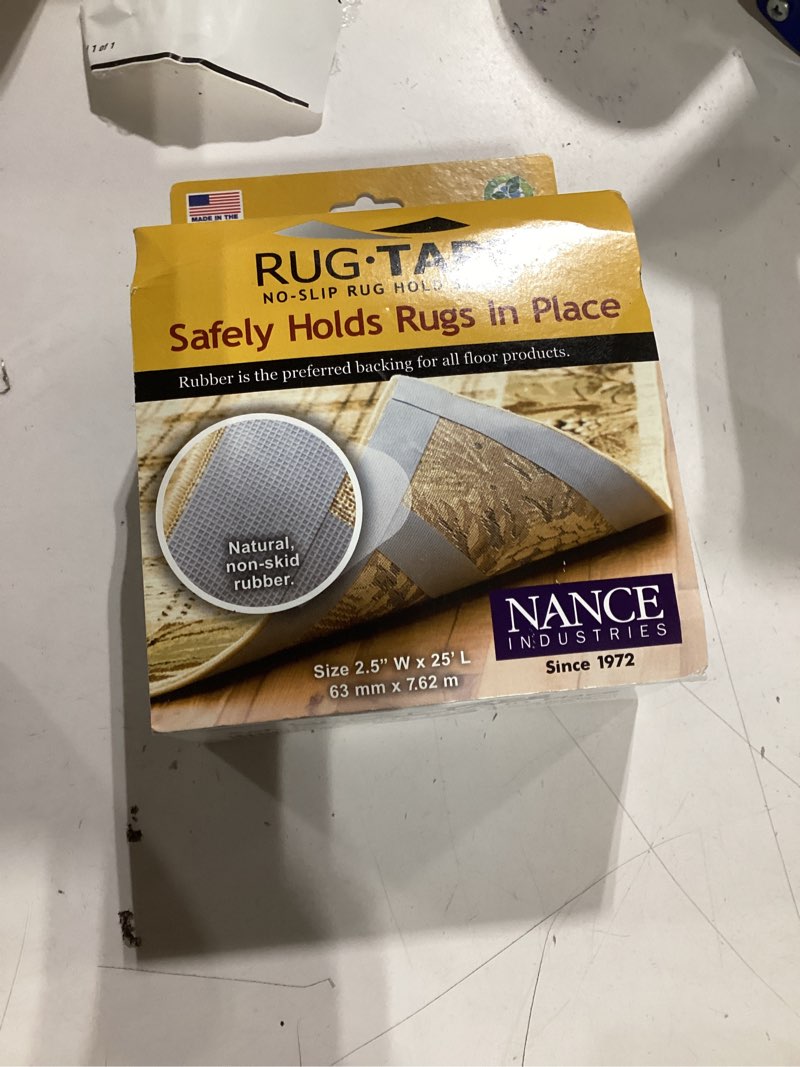 1 of 1
MADE IN THE
RUG·TA
NO-SLIP RUG HOLD
Safely Holds Rugs in Place
Rubber is the preferred backing for all floor products.
Natural,
non-skid
rubber.
NANCE
INDUSTRIES
Since 1972
Size 2.5” W x 25’ L
63 mm x 7.62 m